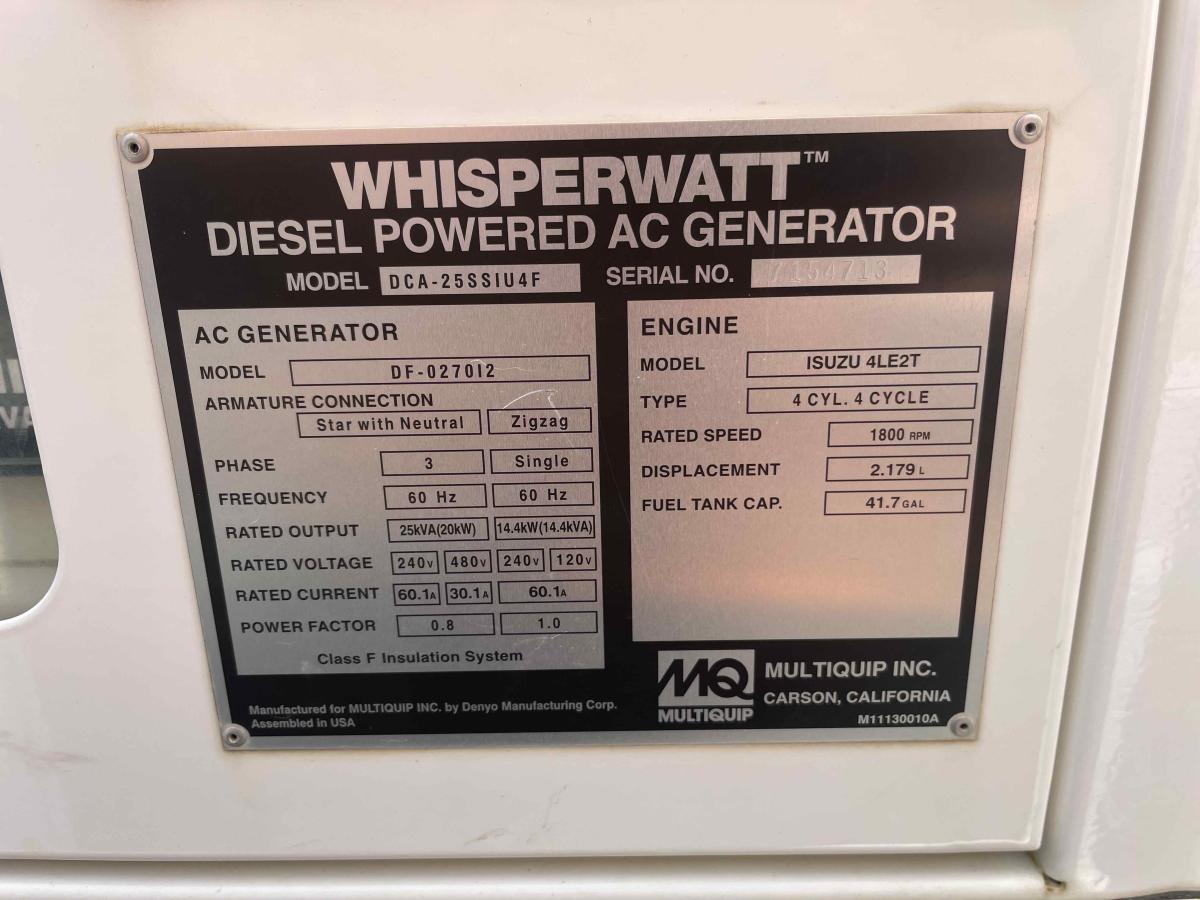 WHISPERWATT™
DIESEL POWERED AC GENERATOR
MODEL DCA-25SSIU4F SERIAL NO. 7154713
AC GENERATOR
MODEL DF-0270I2
ARMATURE CONNECTION
Star with Neutral Zigzag
PHASE 3 Single
FREQUENCY 60 Hz 60 Hz
RATED OUTPUT 25kVA(20kW) 14.4kW(14.4kVA)
RATED VOLTAGE 240V 480V 240V 120V
RATED CURRENT 60.1A 30.1A 60.1A
POWER FACTOR 0.8 1.0
Class F Insulation System
ENGINE
MODEL ISUZU 4LE2T
TYPE 4 CYL. 4 CYCLE
RATED SPEED 1800 RPM
DISPLACEMENT 2.179 L
FUEL TANK CAP. 41.7 GAL
Manufactured for MULTIQUIP INC. by Denyo Manufacturing Corp.
Assembled in USA
MQ
MULTIQUIP
MULTIQUIP INC.
CARSON, CALIFORNIA
M11130010A